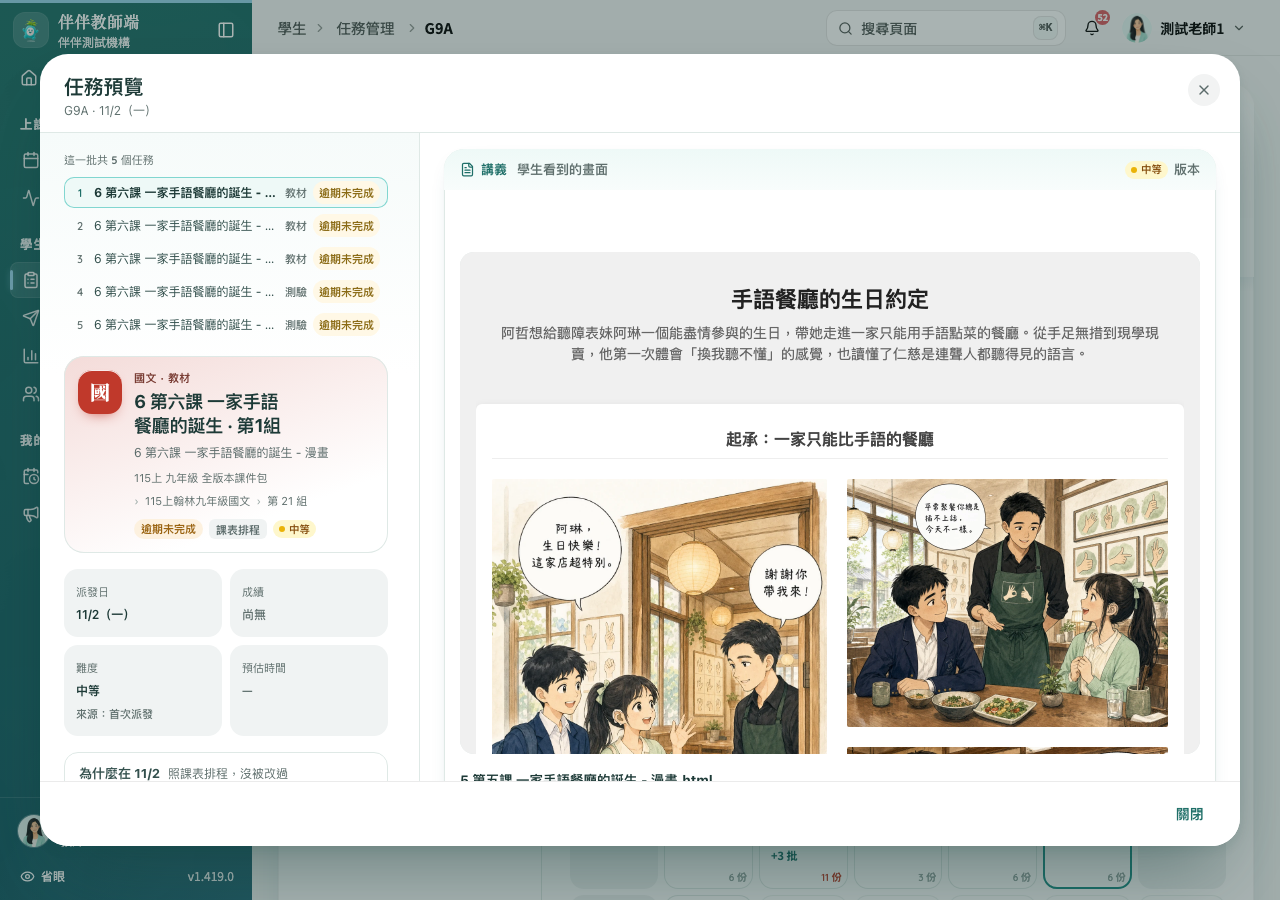 伴伴教師端
伴伴測試機構
學生 › 任務管理 › G9A
搜尋頁面
⌘K
52
測試老師1
任務預覽
G9A · 11/2（一）
這一批共 5 個任務
1 6 第六課 一家手語餐廳的誕生 - ... 教材 逾期未完成
2 6 第六課 一家手語餐廳的誕生 - ... 教材 逾期未完成
3 6 第六課 一家手語餐廳的誕生 - ... 教材 逾期未完成
4 6 第六課 一家手語餐廳的誕生 - ... 測驗 逾期未完成
5 6 第六課 一家手語餐廳的誕生 - ... 測驗 逾期未完成
國
國文 · 教材
6 第六課 一家手語
餐廳的誕生 · 第1組
6 第六課 一家手語餐廳的誕生 - 漫畫
115上 九年級 全版本課件包
› 115上翰林九年級國文 › 第 21 組
逾期未完成 課表排程 中等
派發日
11/2（一）
成績
尚無
難度
中等
來源：首次派發
預估時間
—
為什麼在 11/2 照課表排程，沒被改過
講義 學生看到的畫面
中等 版本
手語餐廳的生日約定
阿哲想給聽障表妹阿琳一個能盡情參與的生日，帶她走進一家只能用手語點菜的餐廳。從手足無措到現學現
賣，他第一次體會「換我聽不懂」的感覺，也讀懂了仁慈是連聾人都聽得見的語言。
起承：一家只能比手語的餐廳
阿琳，
生日快樂！
這家店超特別。
謝謝你
帶我來！
平常聚餐你總是
插不上話，
今天不一樣。
5 第五課 一家手語餐廳的誕生 - 漫畫.html
關閉
上課
學生
我的
省眼
v1.419.0
+3 批
6 份
11 份
3 份
6 份
6 份